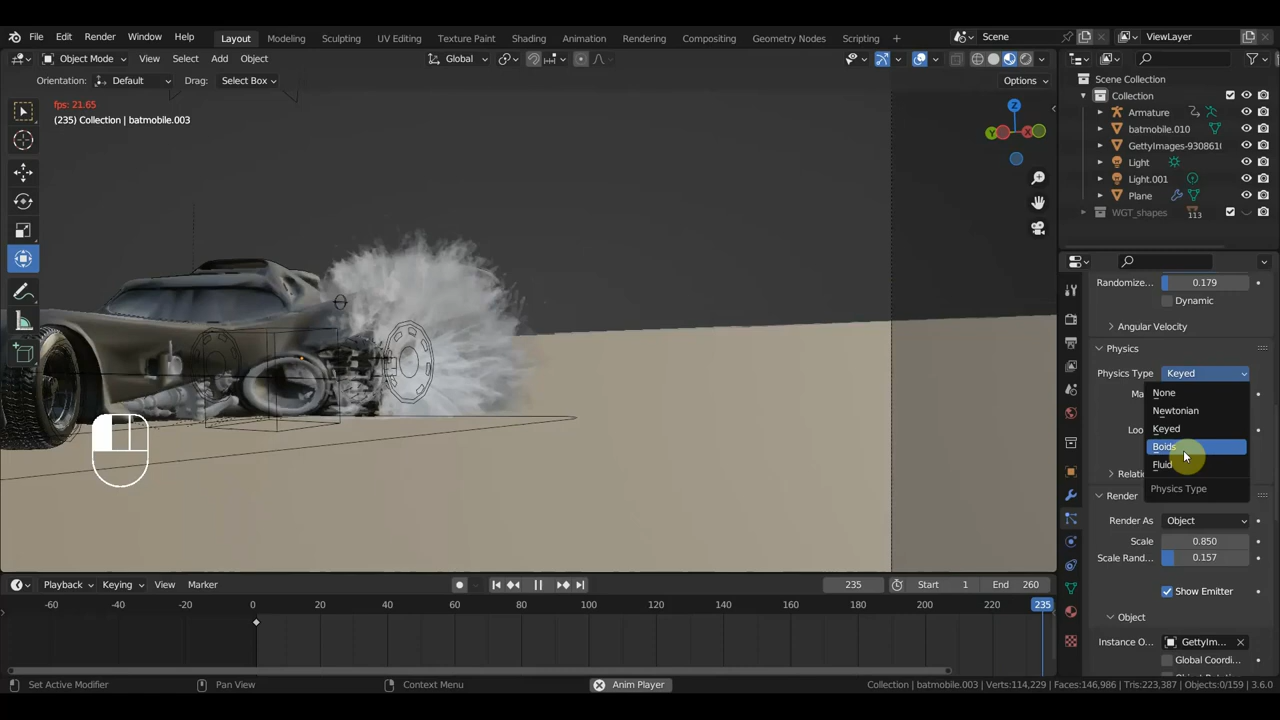 File Edit Render Window Help
Layout Modeling Sculpting UV Editing Texture Paint Shading Animation Rendering Compositing Geometry Nodes Scripting +
Scene
ViewLayer
Object Mode View Select Add Object
Global
Options
Orientation: Default Drag: Select Box
fps: 21.65
(235) Collection | batmobile.003
Z
Y
X
Scene Collection
Collection
Armature
batmobile.010
GettyImages-9308610
Light
Light.001
Plane
WGT_shapes
113
Randomize... 0.179
Dynamic
Angular Velocity
Physics
Physics Type Keyed
None
Ma
Newtonian
Loo
Keyed
Boids
Fluid
Relatio
Physics Type
Render
Render As Object
Scale 0.850
Scale Rand... 0.157
Show Emitter
Object
Instance O... GettyIm...
Global Coordi...
Playback Keying View Marker
235
Start 1
End 260
-60 -40 -20 0 20 40 60 80 100 120 140 160 180 200 220 235
Set Active Modifier
Pan View
Context Menu
Anim Player
Collection | batmobile.003 | Verts:114,229 | Faces:146,986 | Tris:223,387 | Objects:0/159 | 3.6.0